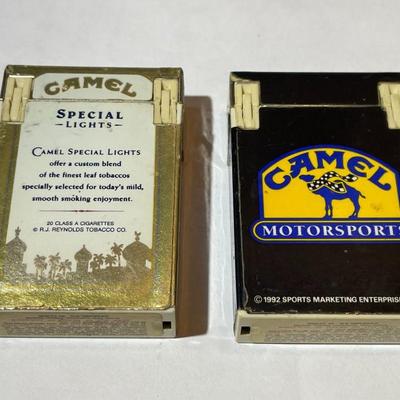 CAMEL
SPECIAL
-LIGHTS-
CAMEL SPECIAL LIGHTS
offer a custom blend
of the finest leaf tobaccos
specially selected for today's mild,
smooth smoking enjoyment.
20 CLASS A CIGARETTES
© R.J. REYNOLDS TOBACCO CO.
CAMEL
MOTORSPORTS
© 1992 SPORTS MARKETING ENTERPRISE